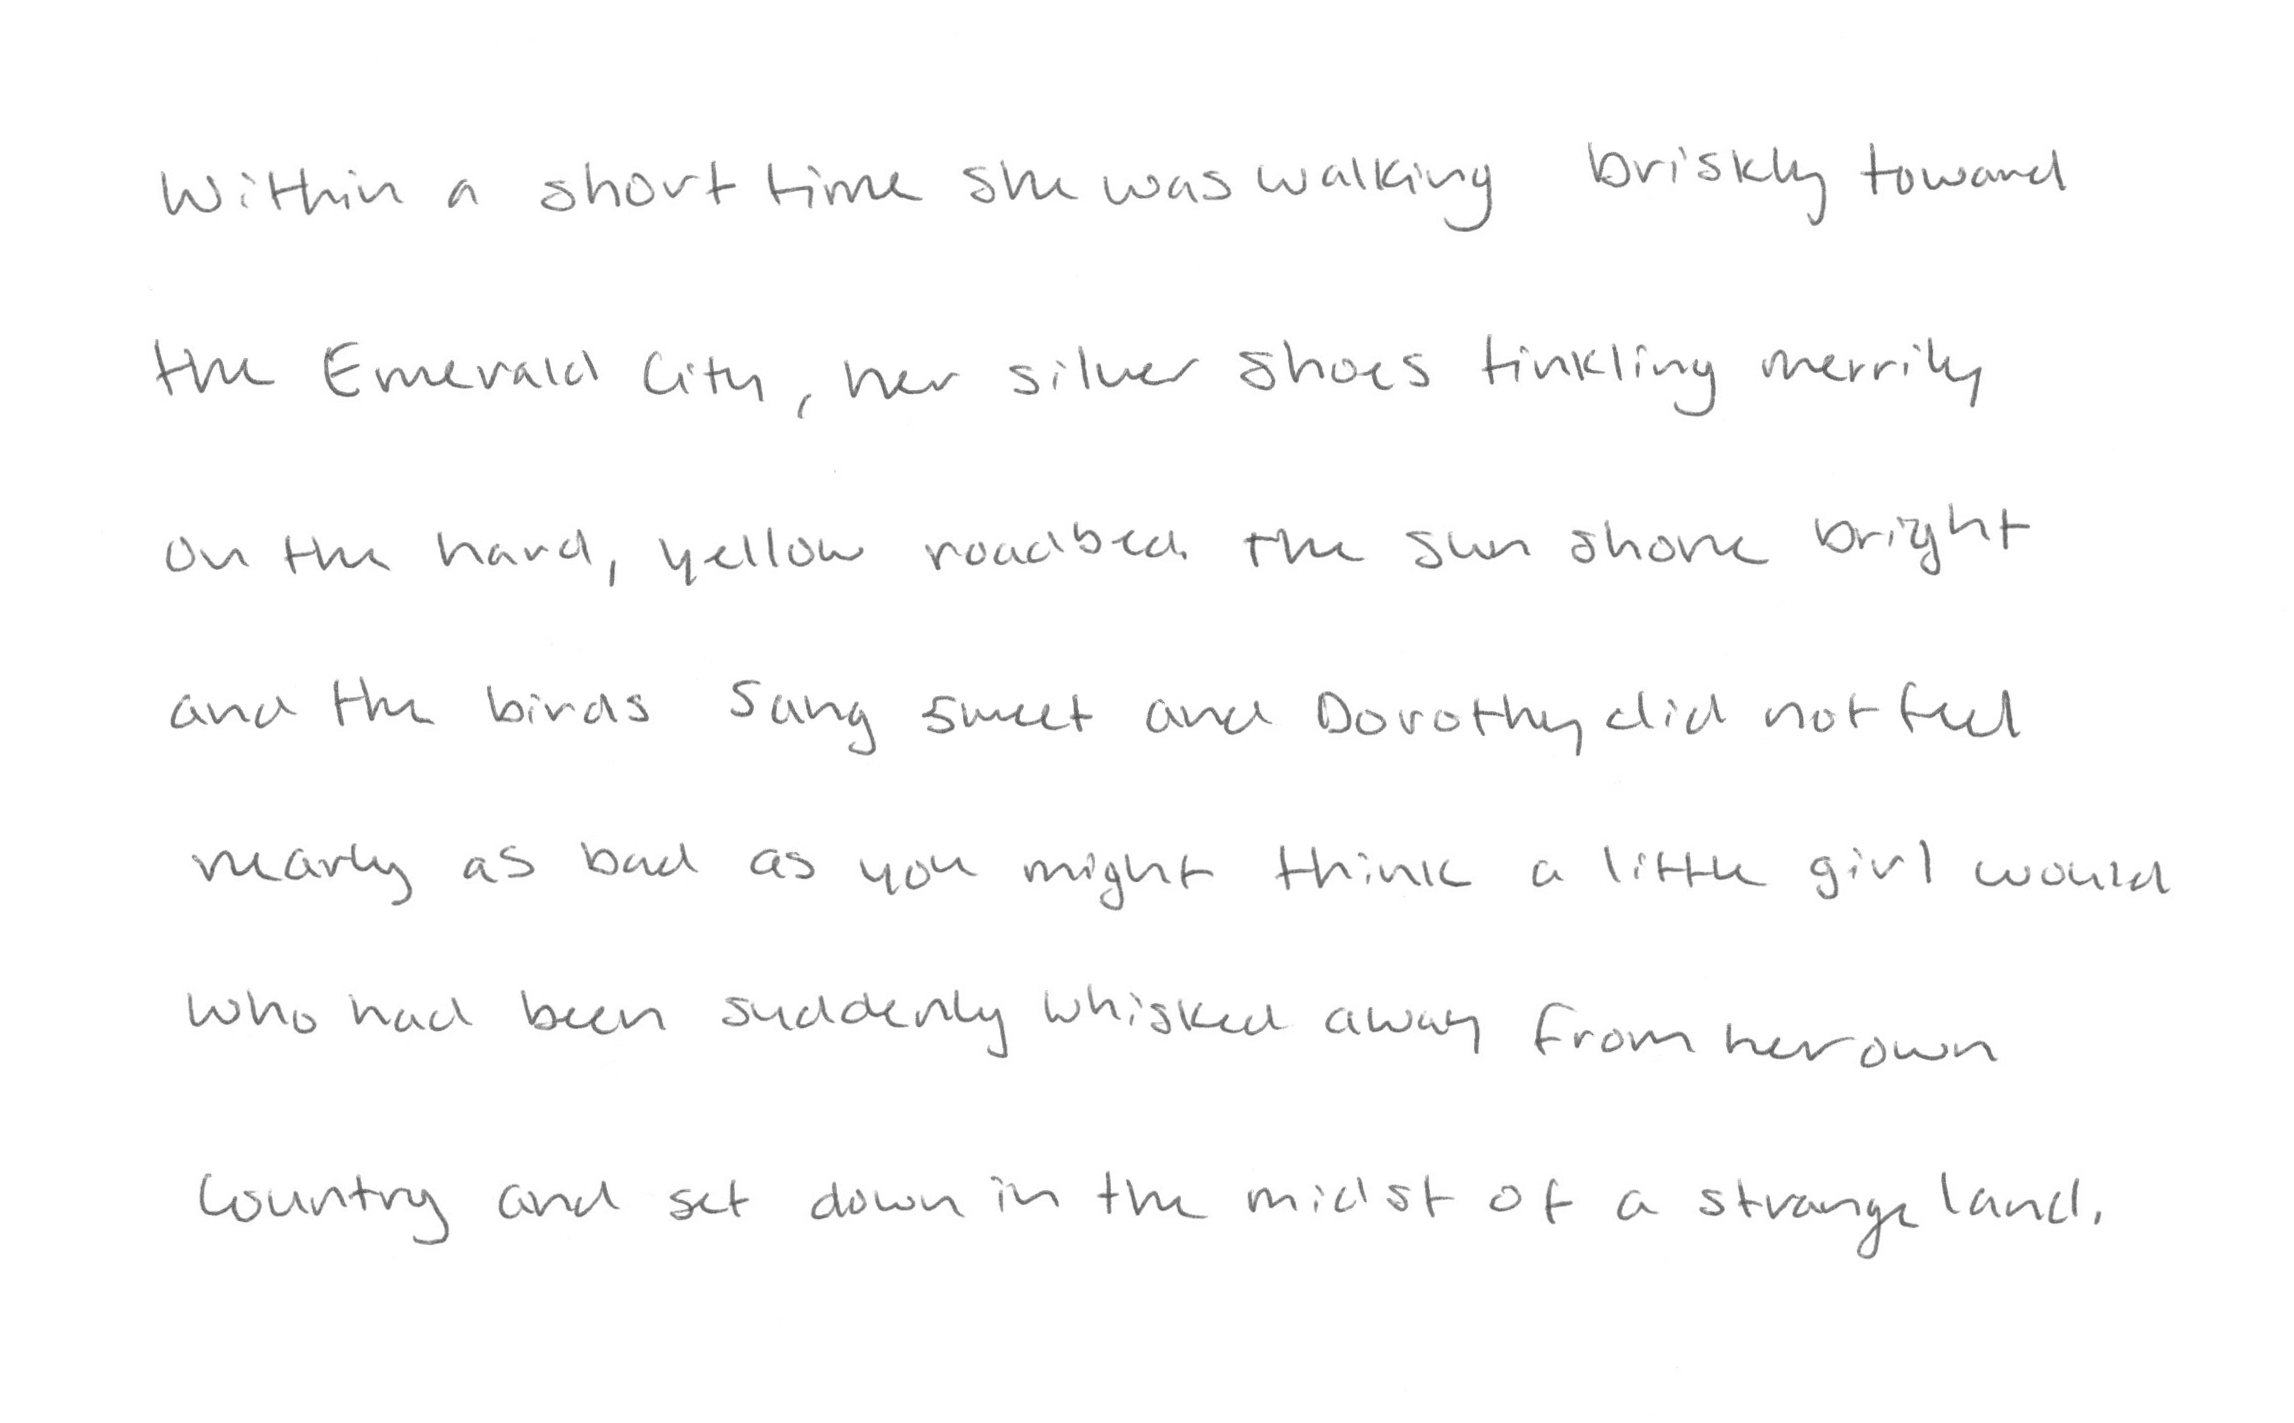 Within a short time she was walking briskly toward
the Emerald City, her silver shoes tinkling merrily
on the hard, yellow roadbed. The sun shone bright
and the birds sang sweet and Dorothy did not feel
nearly as bad as you might think a little girl would
who had been suddenly whisked away from her own
country and set down in the midst of a strange land.